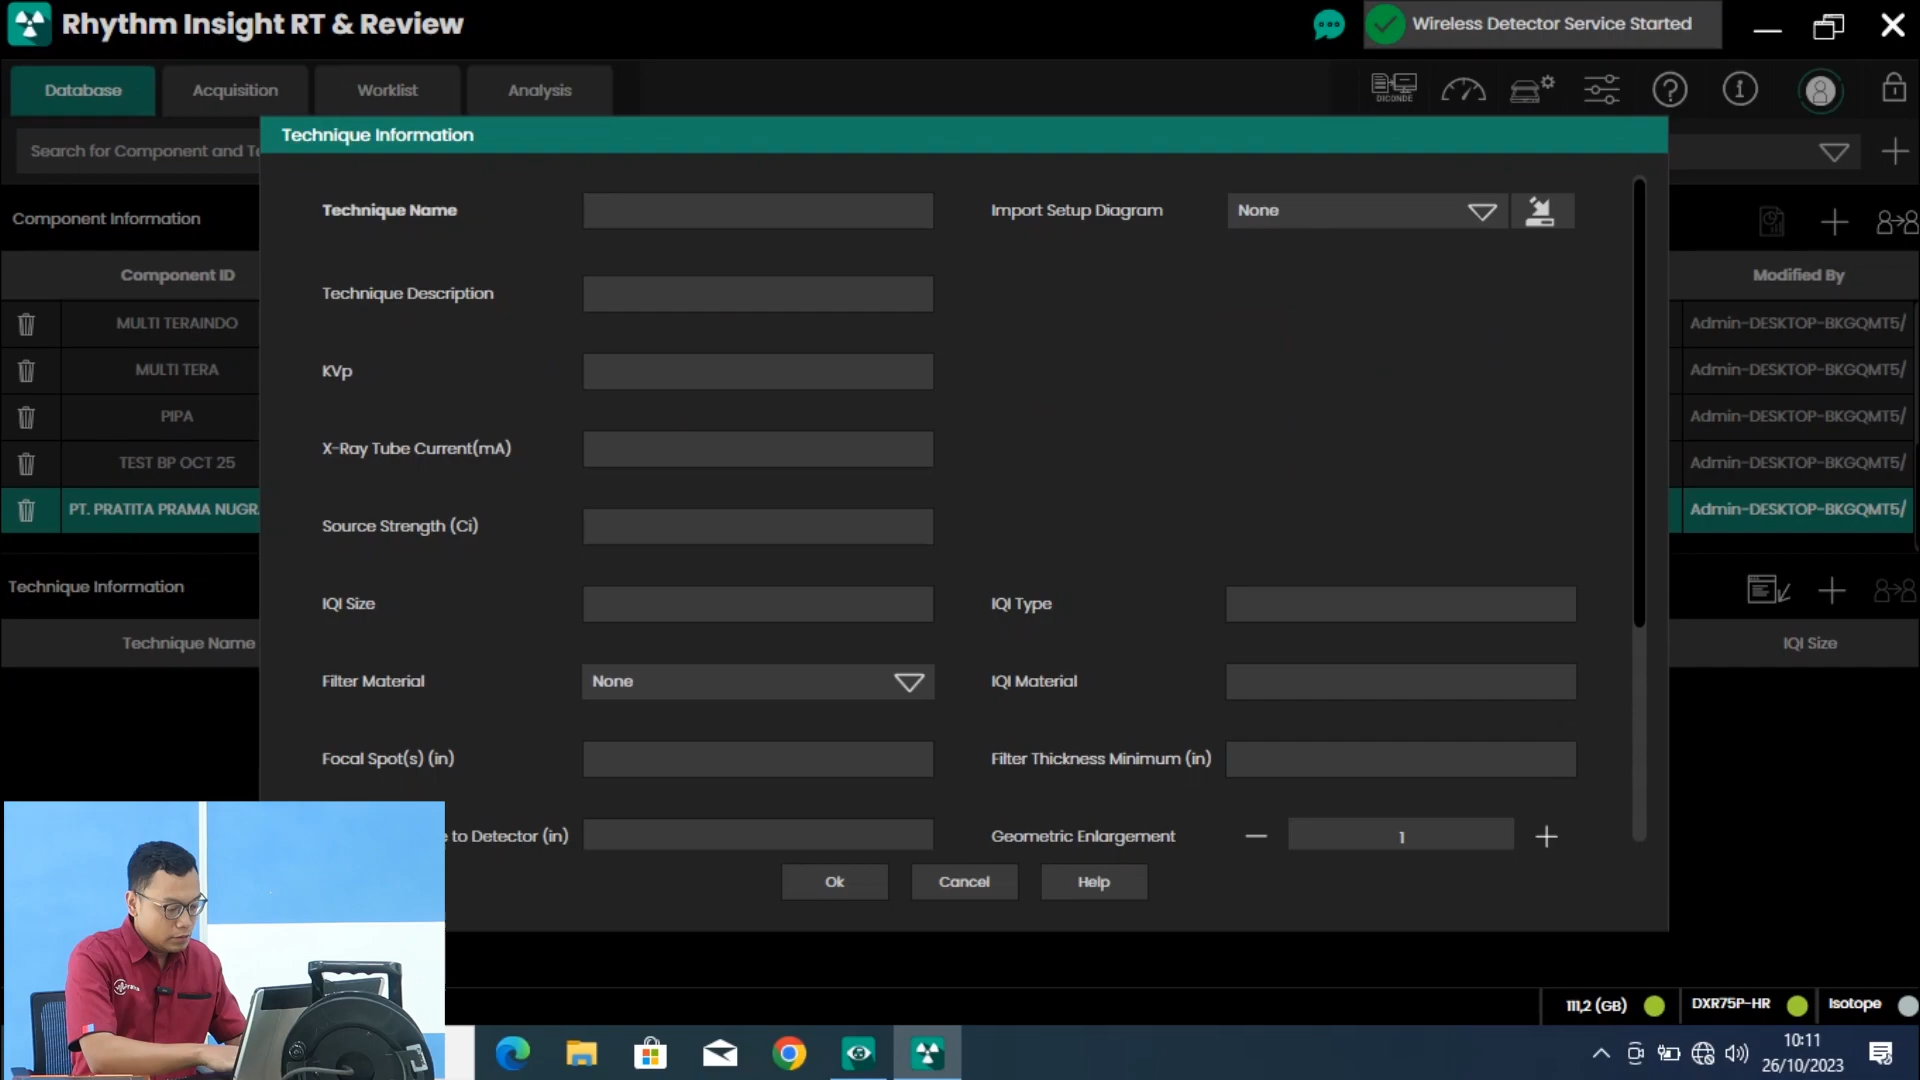 Rhythm Insight RT & Review
Wireless Detector Service Started
Database
Acquisition
Worklist
Analysis
DICONDE
Search for Component and Te
Technique Information
Technique Name
Import Setup Diagram
None
Component Information
Component ID
Modified By
Technique Description
MULTI TERAINDO
Admin-DESKTOP-BKGQMT5/
MULTI TERA
KVp
Admin-DESKTOP-BKGQMT5/
PIPA
Admin-DESKTOP-BKGQMT5/
X-Ray Tube Current(mA)
TEST BP OCT 25
Admin-DESKTOP-BKGQMT5/
PT. PRATITA PRAMA NUGR.
Source Strength (Ci)
Admin-DESKTOP-BKGQMT5/
Technique Information
IQI Size
IQI Type
Technique Name
IQI Size
Filter Material
None
IQI Material
Focal Spot(s) (in)
Filter Thickness Minimum (in)
e to Detector (in)
Geometric Enlargement
1
Ok
Cancel
Help
111,2 (GB)
DXR75P-HR
Isotope
10:11
26/10/2023